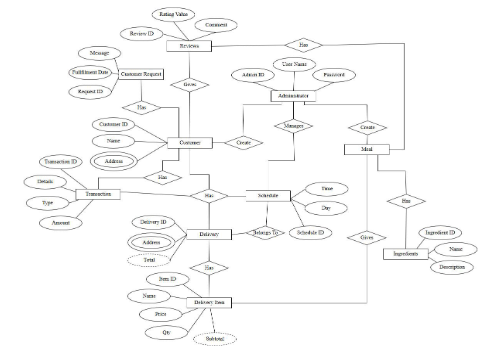 Rating Value
Comment
Review ID
Reviews
Has
Message
User Name
Fulfillment Date
Customer Request
Admin ID
Password
Gives
Request ID
Administrator
Has
Customer ID
Manages
Create
Name
Customer
Create
Meal
Address
Transaction ID
Has
Details
Transaction
Has
Schedule
Time
Type
Day
Has
Amount
Delivery ID
Delivery
Belongs To
Schedule ID
Ingredient ID
Address
Gives
Name
Total
Ingredients
Has
Description
Item ID
Name
Delivery Item
Price
Qty
Subtotal